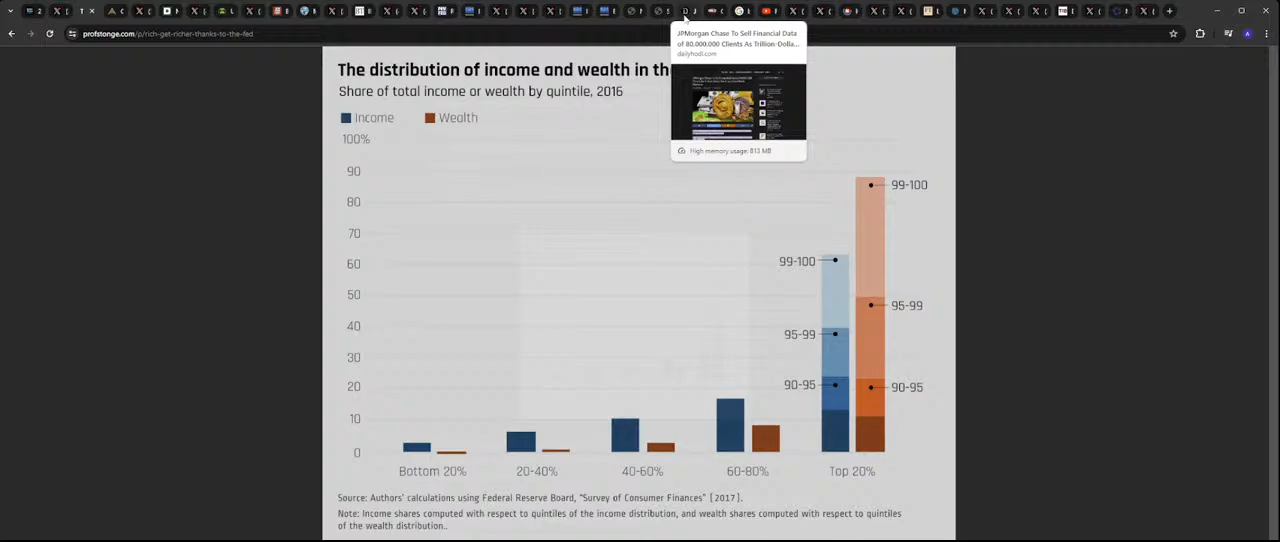 profstonge.com/p/rich-get-richer-thanks-to-the-fed
JPMorgan Chase To Sell Financial Data
of 80,000,000 Clients As Trillion-Dolla...
dailyhodl.com
High memory usage: 813 MB
The distribution of income and wealth in th
Share of total income or wealth by quintile, 2016
Income Wealth
100%
90
80
70
60
50
40
30
20
10
0
99-100
95-99
90-95
99-100
95-99
90-95
Bottom 20% 20-40% 40-60% 60-80% Top 20%
Source: Authors' calculations using Federal Reserve Board, "Survey of Consumer Finances" (2017).
Note: Income shares computed with respect to quintiles of the income distribution, and wealth shares computed with respect to quintiles
of the wealth distribution..